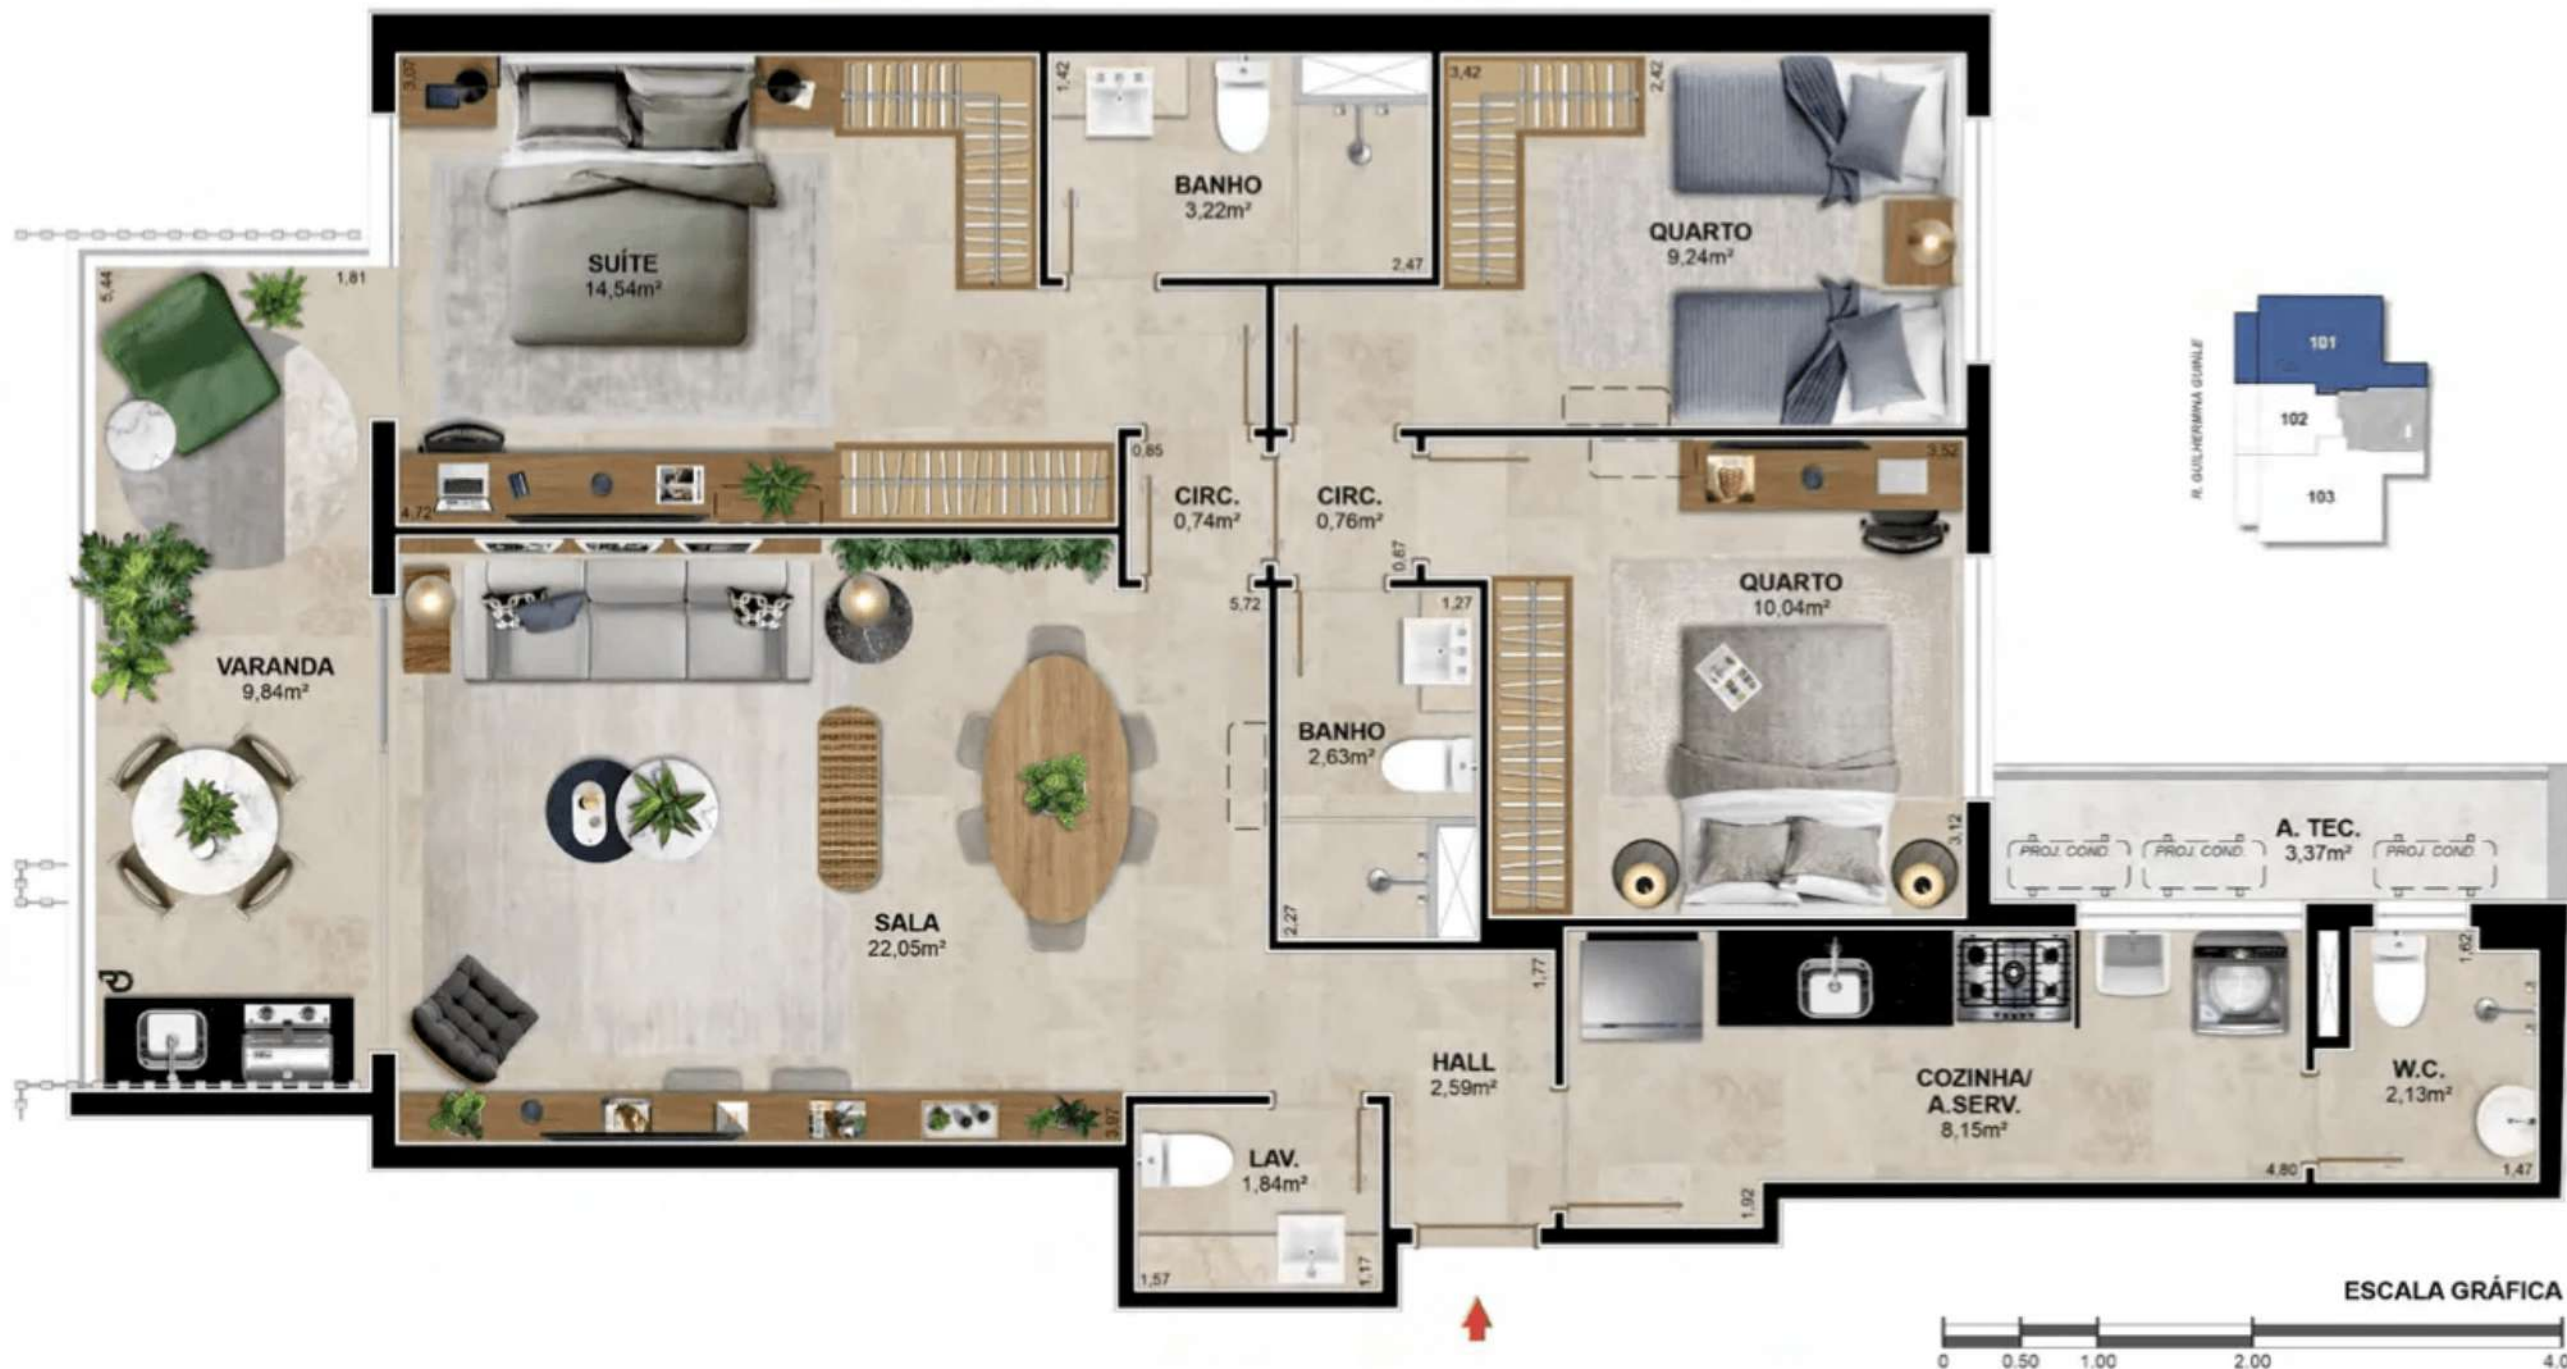 3,07
1,42
3,42
2,42
BANHO
3,22m²
2,47
QUARTO
9,24m²
SUÍTE
14,54m²
5,44
1,81
4,72
0,85
CIRC.
0,74m²
CIRC.
0,76m²
0,87
3,52
5,72
1,27
QUARTO
10,04m²
VARANDA
9,84m²
BANHO
2,63m²
2,27
3,12
SALA
22,05m²
1,77
HALL
2,59m²
A. TEC.
3,37m²
PROJ. COND.
PROJ. COND.
PROJ. COND.
1,62
COZINHA/
A.SERV.
8,15m²
W.C.
2,13m²
4,80
1,47
1,92
3,97
LAV.
1,84m²
1,57
1,17
R. GUILHERMINA GUINLE
101
102
103
ESCALA GRÁFICA
0 0.50 1.00 2.00